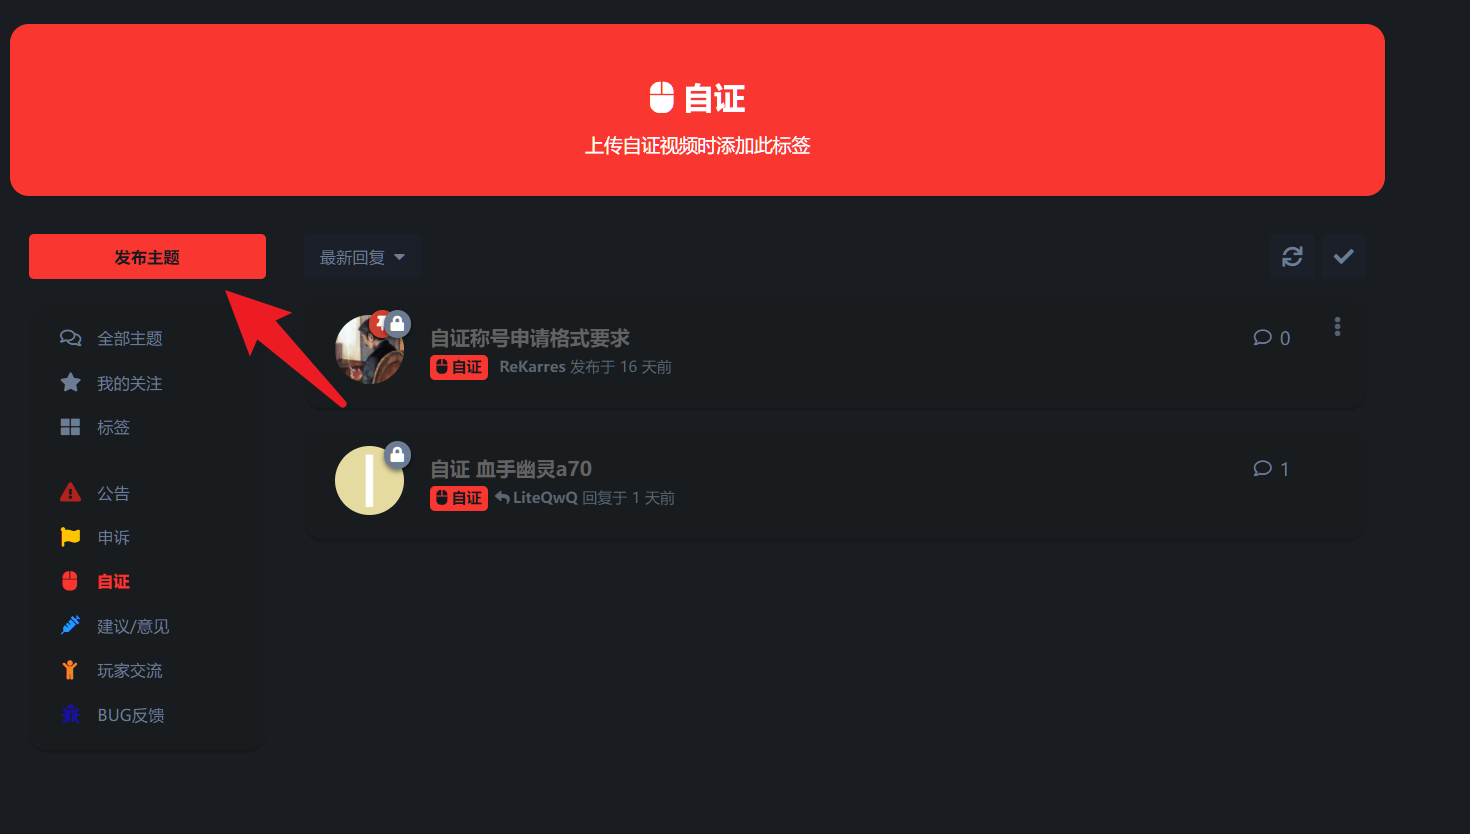 自证
上传自证视频时添加此标签
发布主题
最新回复
全部主题
我的关注
标签
公告
申诉
自证
建议/意见
玩家交流
BUG反馈
自证称号申请格式要求
0
自证 ReKarres 发布于 16 天前
自证 血手幽灵a70
1
自证 LiteQwQ 回复于 1 天前